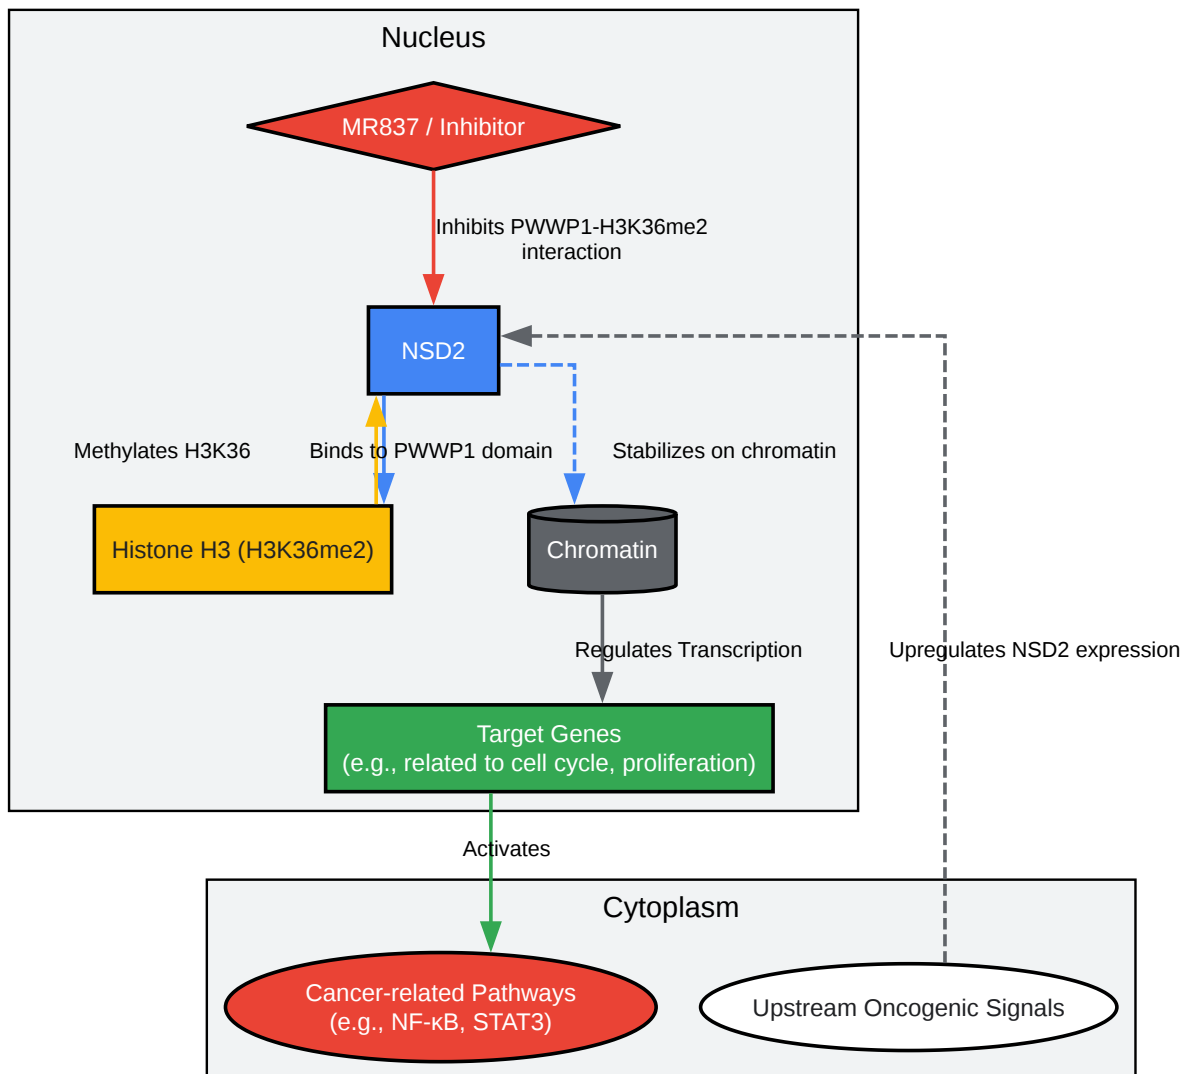 Nucleus
MR837 / Inhibitor
Inhibits PWWP1-H3K36me2
interaction
NSD2
Methylates H3K36
Binds to PWWP1 domain
Stabilizes on chromatin
Histone H3 (H3K36me2)
Chromatin
Regulates Transcription
Upregulates NSD2 expression
Target Genes
(e.g., related to cell cycle, proliferation)
Activates
Cytoplasm
Cancer-related Pathways
(e.g., NF-κB, STAT3)
Upstream Oncogenic Signals